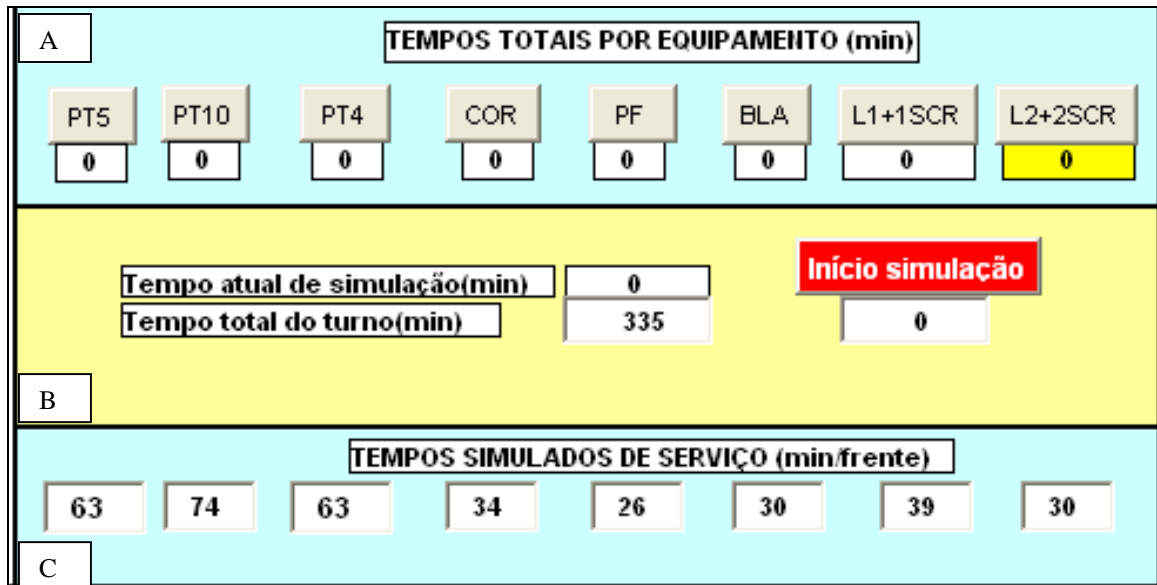 A
TEMPOS TOTAIS POR EQUIPAMENTO (min)
PT5 PT10 PT4 COR PF BLA L1+1SCR L2+2SCR
0 0 0 0 0 0 0 0
Tempo atual de simulação(min) 0 Início simulação
Tempo total do turno(min) 335 0
B
TEMPOS SIMULADOS DE SERVIÇO (min/frente)
63 74 63 34 26 30 39 30
C